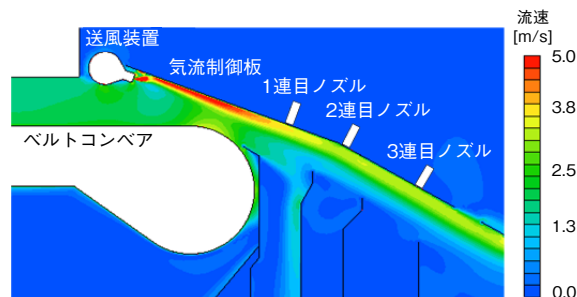 流速
[m/s]
送風装置
気流制御板
1連目ノズル
2連目ノズル
3連目ノズル
ベルトコンベア
5.0
3.8
2.5
1.3
0.0